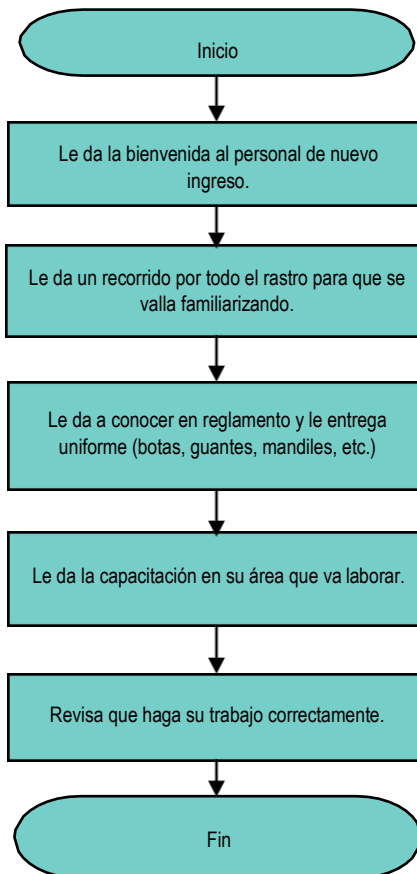 Inicio
Le da la bienvenida al personal de nuevo
ingreso.
Le da un recorrido por todo el rastro para que se
valla familiarizando.
Le da a conocer en reglamento y le entrega
uniforme (botas, guantes, mandiles, etc.)
Le da la capacitación en su área que va laborar.
Revisa que haga su trabajo correctamente.
Fin